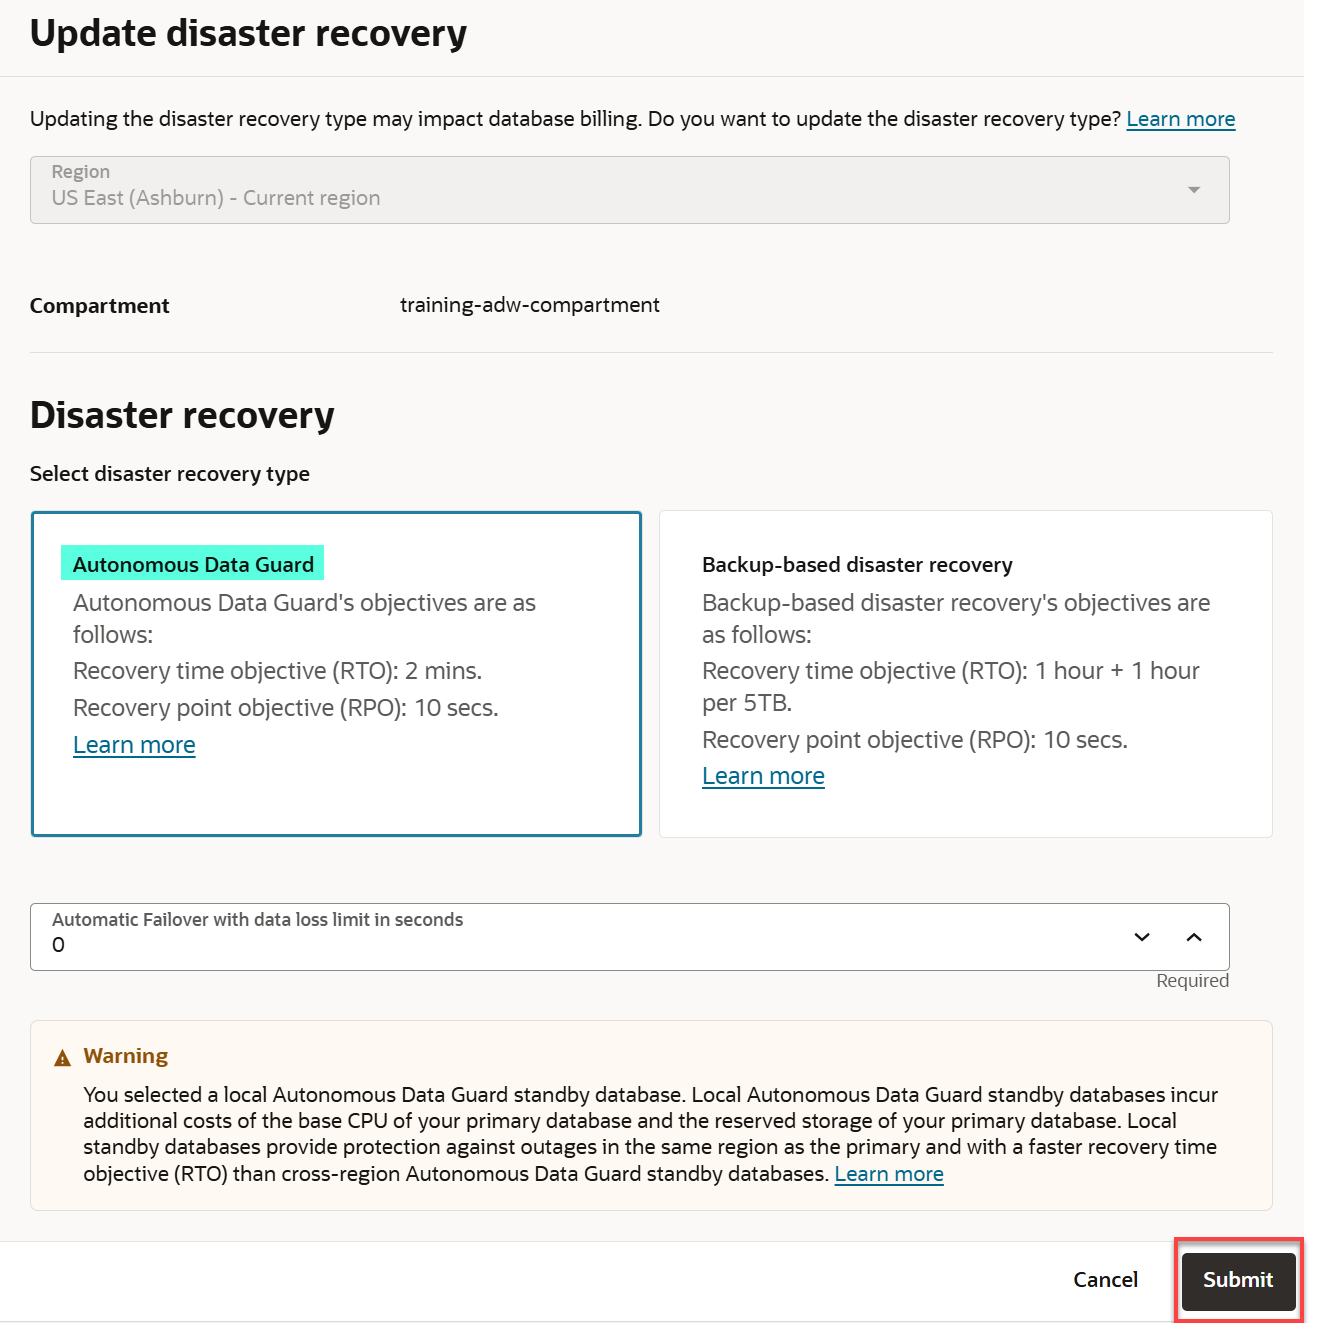 Update disaster recovery
Updating the disaster recovery type may impact database billing. Do you want to update the disaster recovery type? Learn more
Region
US East (Ashburn) - Current region
Compartment
training-adw-compartment
Disaster recovery
Select disaster recovery type
Autonomous Data Guard
Autonomous Data Guard's objectives are as
follows:
Recovery time objective (RTO): 2 mins.
Recovery point objective (RPO): 10 secs.
Learn more
Backup-based disaster recovery
Backup-based disaster recovery's objectives are
as follows:
Recovery time objective (RTO): 1 hour + 1 hour
per 5TB.
Recovery point objective (RPO): 10 secs.
Learn more
Automatic Failover with data loss limit in seconds
0
Required
Warning
You selected a local Autonomous Data Guard standby database. Local Autonomous Data Guard standby databases incur
additional costs of the base CPU of your primary database and the reserved storage of your primary database. Local
standby databases provide protection against outages in the same region as the primary and with a faster recovery time
objective (RTO) than cross-region Autonomous Data Guard standby databases. Learn more
Cancel
Submit